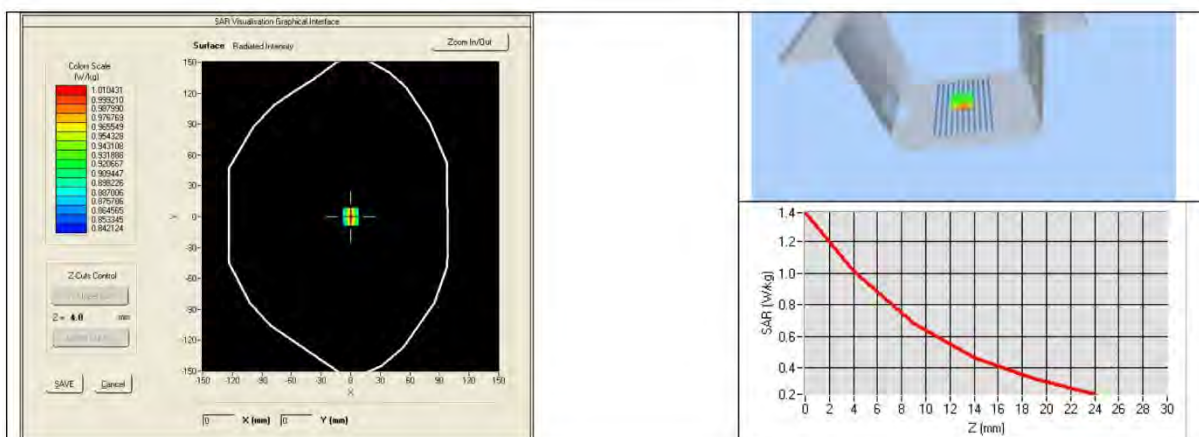 SAR Visualisation Graphical Interface
Surface Radiated Intensity
Zoom In/Out
Colors Scale
(W/kg)
1.010431
0.999210
0.987990
0.976769
0.965549
0.954328
0.943108
0.931888
0.920667
0.909447
0.898226
0.887006
0.875786
0.864565
0.853345
0.842124
Z-Cuts Control
Z = 4.0 mm
SAVE Cancel
150
120
90
60
30
0
-30
-60
-90
-120
-150
Y
-150 -120 -90 -60 -30 0 30 60 90 120 150
X
0 X (mm) 0 Y (mm)
1.4
1.2
1.0
0.8
0.6
0.4
0.2
SAR (W/kg)
0 2 4 6 8 10 12 14 16 18 20 22 24 26 28 30
Z (mm)